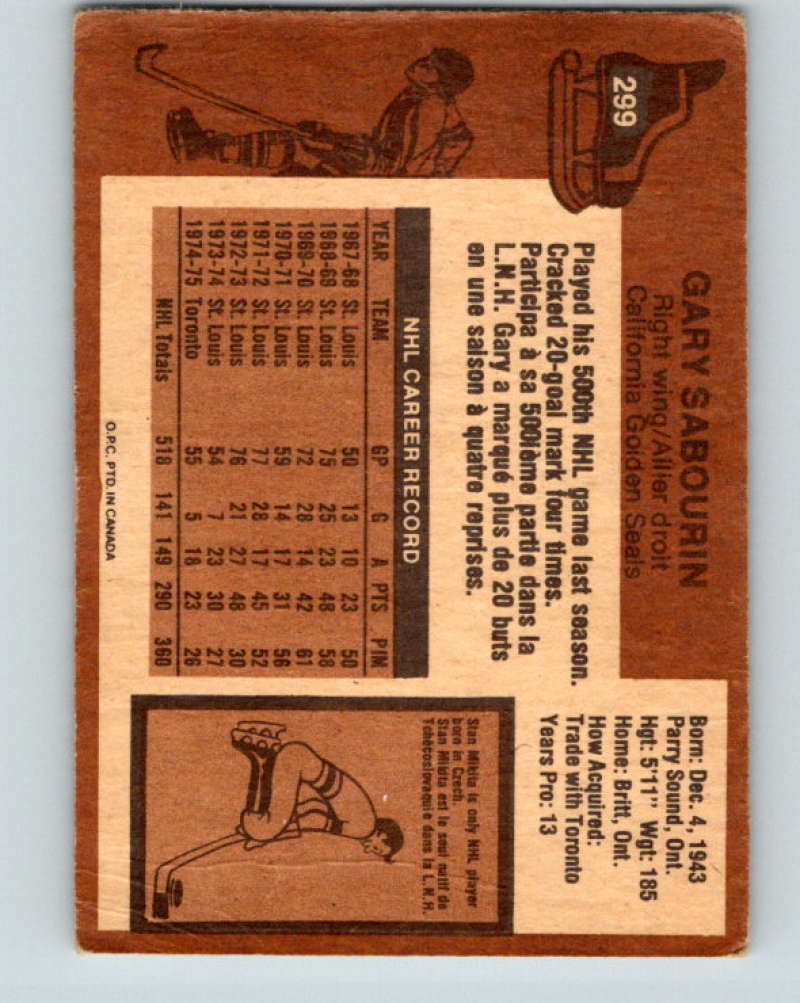 299
GARY SABOURIN
Right wing/Ailier droit
California Golden Seals
Born: Dec. 4, 1943
Parry Sound, Ont.
Hgt: 5'11" Wgt: 185
Home: Britt, Ont.
How Acquired:
Trade with Toronto
Years Pro: 13
Played his 500th NHL game last season.
Cracked 20-goal mark four times.
Participa à sa 500ième partie dans la
L.N.H. Gary a marqué plus de 20 buts
en une saison à quatre reprises.
NHL CAREER RECORD
YEAR TEAM GP G A PTS PIM
1967-68 St. Louis 50 13 10 23 50
1968-69 St. Louis 75 25 23 48 58
1969-70 St. Louis 72 28 14 42 61
1970-71 St. Louis 59 14 17 31 56
1971-72 St. Louis 77 28 17 45 52
1972-73 St. Louis 76 21 27 48 30
1973-74 St. Louis 54 7 23 30 27
1974-75 Toronto 55 5 18 23 26
NHL Totals 518 141 149 290 360
Stan Mikita is only NHL player
born in Czech.
Stan Mikita est le seul natif de
Tchécoslovaquie dans la L.N.H.
O.P.C. PTD. IN CANADA